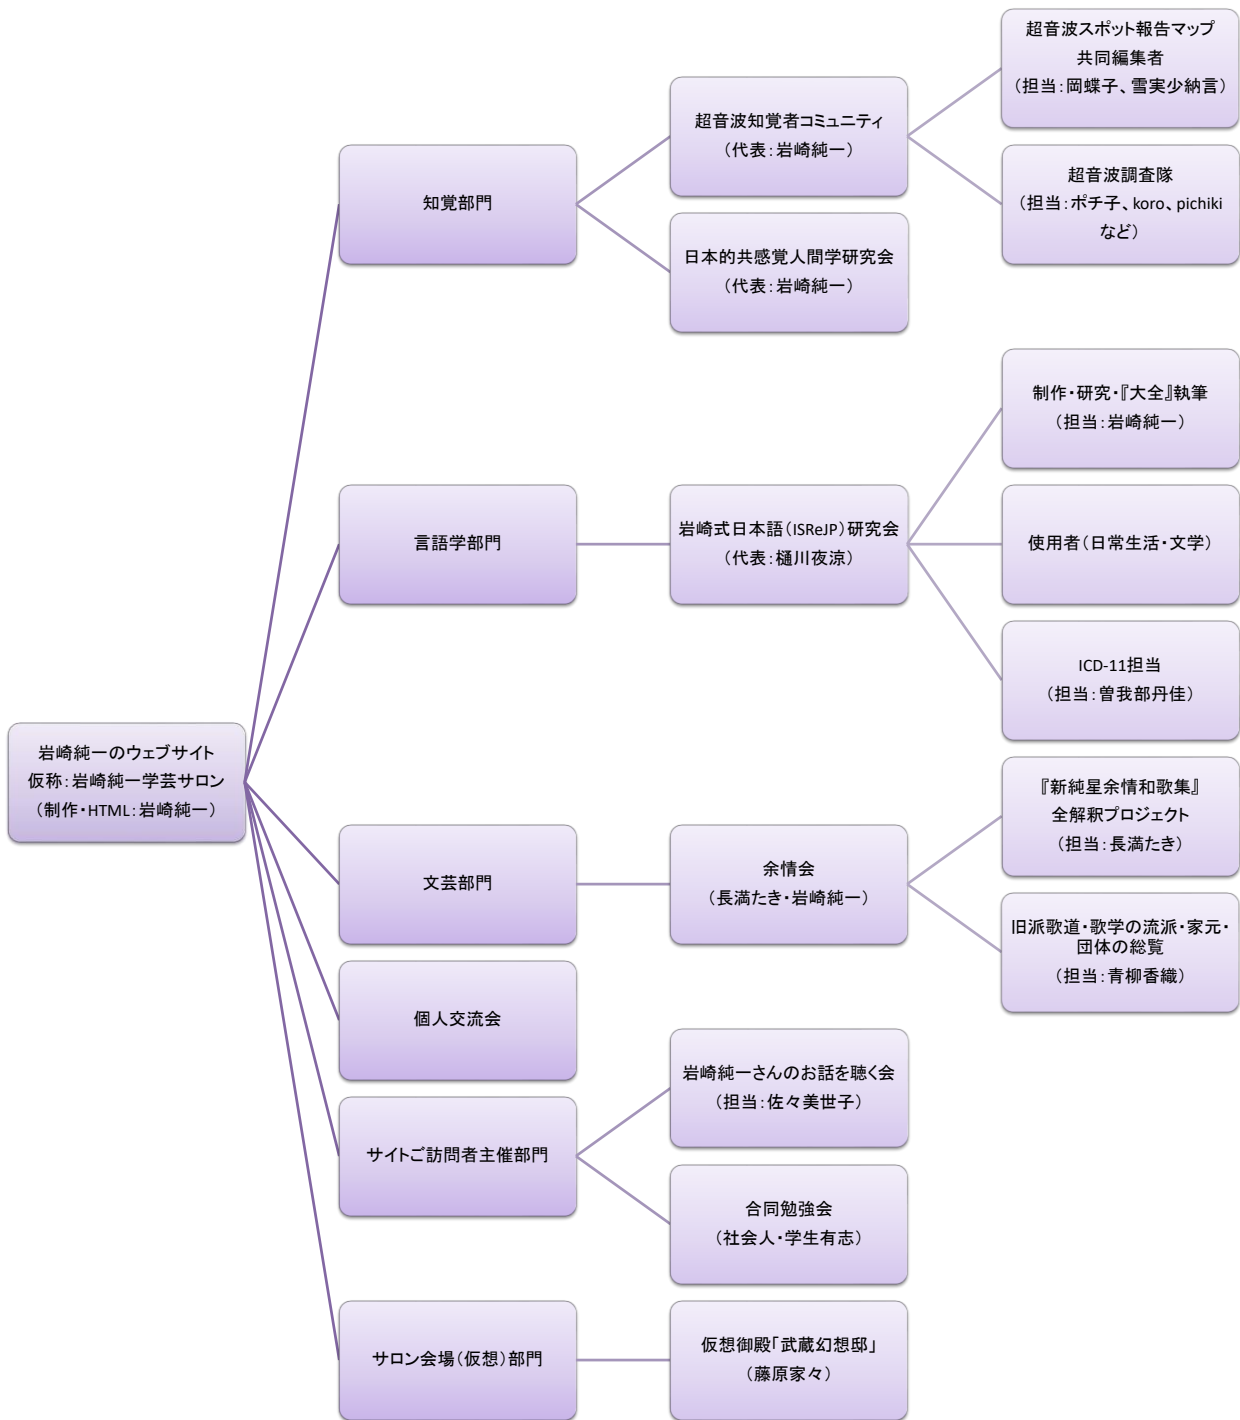 岩崎純一のウェブサイト
仮称：岩崎純一学芸サロン
（制作・HTML：岩崎純一）
知覚部門
超音波知覚者コミュニティ
（代表：岩崎純一）
超音波スポット報告マップ
共同編集者
（担当：岡蝶子、雪実少納言）
超音波調査隊
（担当：ポチ子、koro、pichiki
など）
日本的共感覚人間学研究会
（代表：岩崎純一）
言語学部門
岩崎式日本語（ISReJP）研究会
（代表：樋川夜涼）
制作・研究・『大全』執筆
（担当：岩崎純一）
使用者（日常生活・文学）
ICD-11担当
（担当：曽我部丹佳）
文芸部門
余情会
（長満たき・岩崎純一）
『新純星余情和歌集』
全解釈プロジェクト
（担当：長満たき）
旧派歌道・歌学の流派・家元・
団体の総覧
（担当：青柳香織）
個人交流会
サイトご訪問者主催部門
岩崎純一さんのお話を聴く会
（担当：佐々美世子）
合同勉強会
（社会人・学生有志）
サロン会場（仮想）部門
仮想御殿「武蔵幻想邸」
（藤原家々）